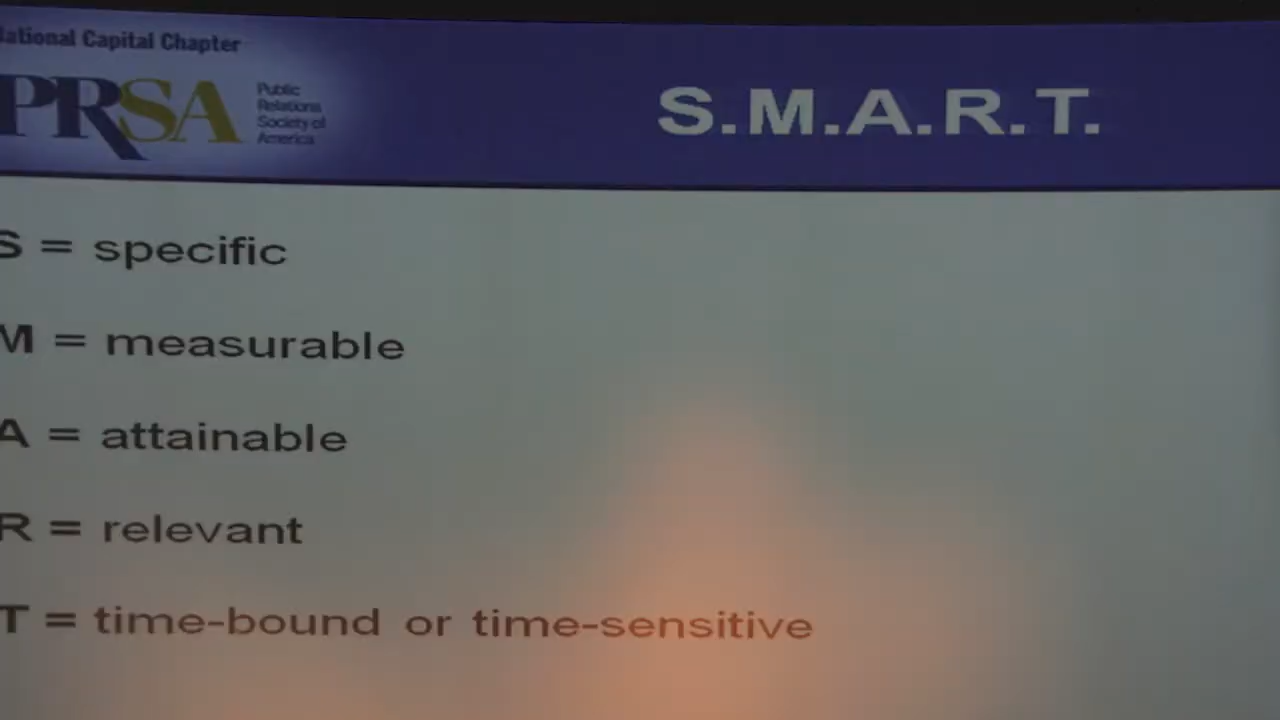 National Capital Chapter
PRSA
Public
Relations
Society of
America
S.M.A.R.T.
S = specific
M = measurable
A = attainable
R = relevant
T = time-bound or time-sensitive